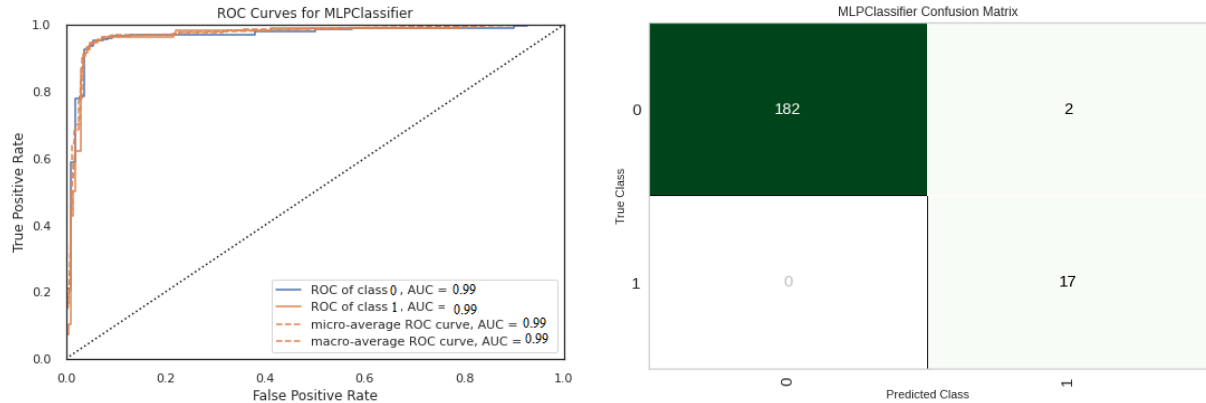 ROC Curves for MLPClassifier
1.0
0.8
0.6
0.4
0.2
0.0
True Positive Rate
ROC of class 0, AUC = 0.99
ROC of class 1, AUC = 0.99
micro-average ROC curve, AUC = 0.99
macro-average ROC curve, AUC = 0.99
0.0 0.2 0.4 0.6 0.8 1.0
False Positive Rate
MLPClassifier Confusion Matrix
0
182 2
True Class
1
0 17
0 1
Predicted Class